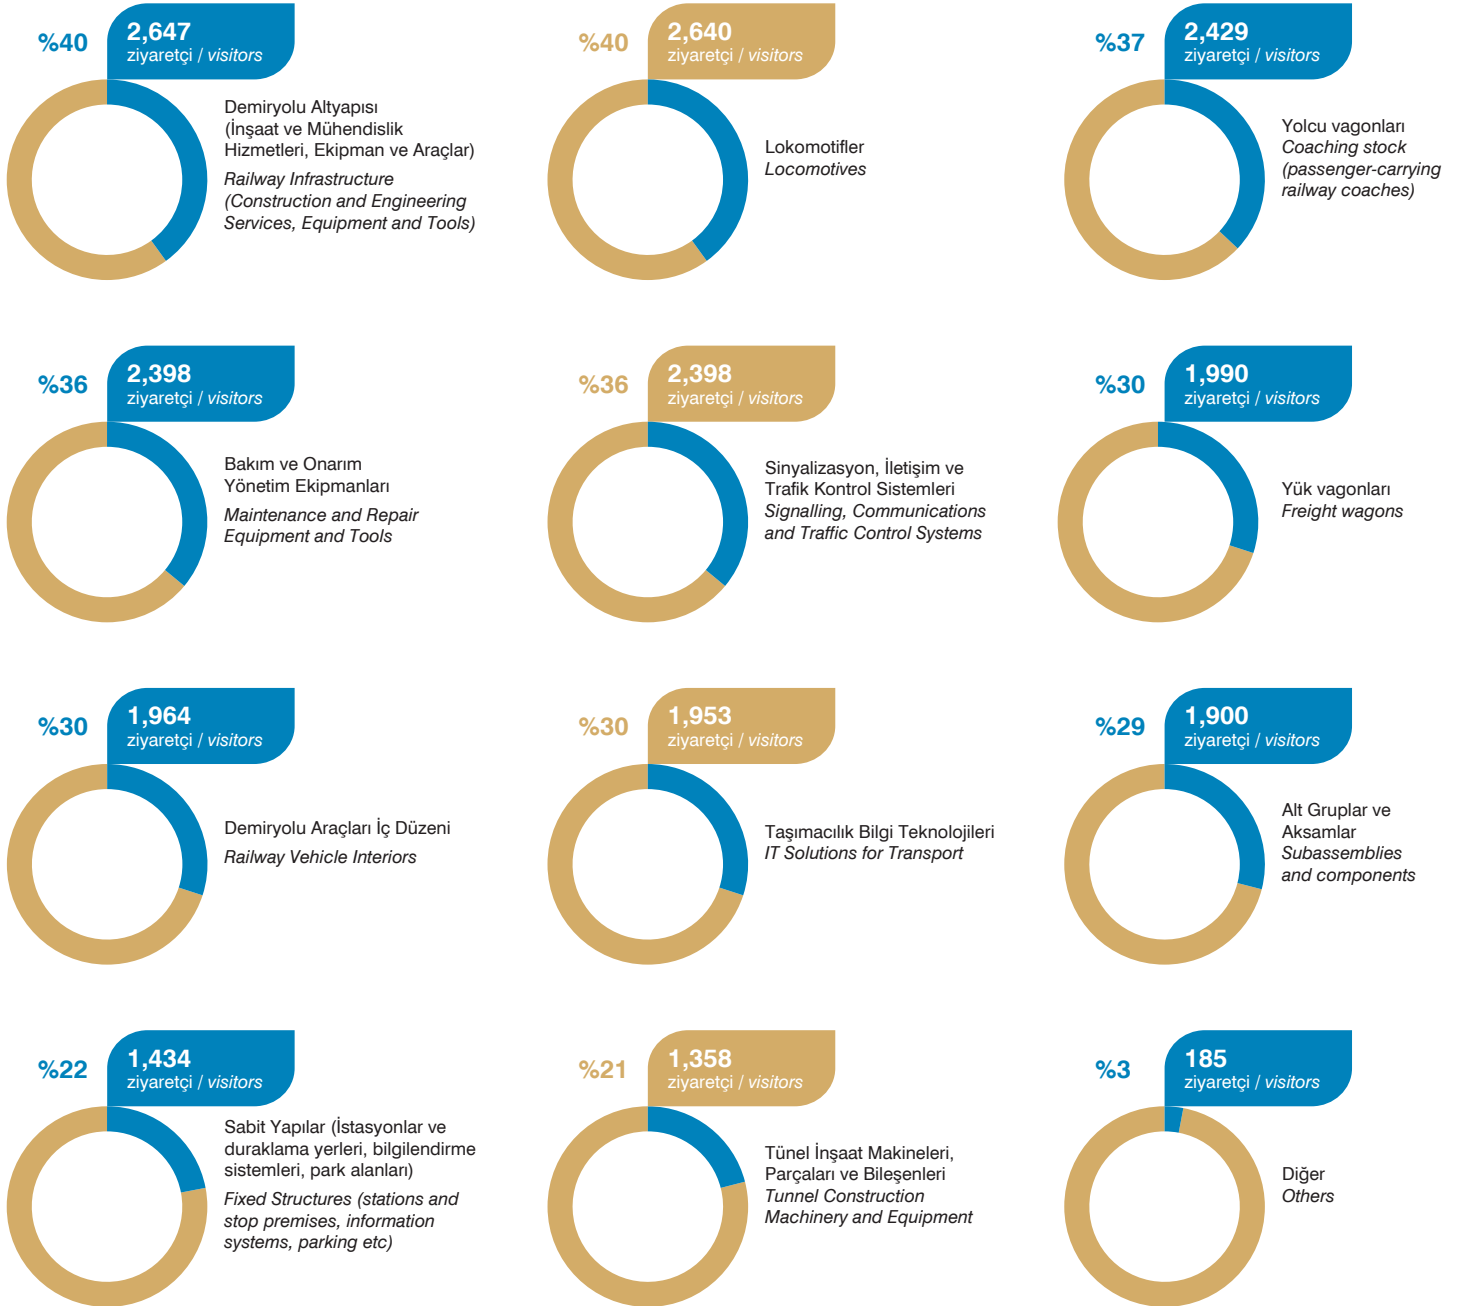 %40
2,647
ziyaretçi / visitors
Demiryolu Altyapısı
(İnşaat ve Mühendislik
Hizmetleri, Ekipman ve Araçlar)
Railway Infrastructure
(Construction and Engineering
Services, Equipment and Tools)
%40
2,640
ziyaretçi / visitors
Lokomotifler
Locomotives
%37
2,429
ziyaretçi / visitors
Yolcu vagonları
Coaching stock
(passenger-carrying
railway coaches)
%36
2,398
ziyaretçi / visitors
Bakım ve Onarım
Yönetim Ekipmanları
Maintenance and Repair
Equipment and Tools
%36
2,398
ziyaretçi / visitors
Sinyalizasyon, İletişim ve
Trafik Kontrol Sistemleri
Signalling, Communications
and Traffic Control Systems
%30
1,990
ziyaretçi / visitors
Yük vagonları
Freight wagons
%30
1,964
ziyaretçi / visitors
Demiryolu Araçları İç Düzeni
Railway Vehicle Interiors
%30
1,953
ziyaretçi / visitors
Taşımacılık Bilgi Teknolojileri
IT Solutions for Transport
%29
1,900
ziyaretçi / visitors
Alt Gruplar ve
Aksamlar
Subassemblies
and components
%22
1,434
ziyaretçi / visitors
Sabit Yapılar (İstasyonlar ve
duraklama yerleri, bilgilendirme
sistemleri, park alanları)
Fixed Structures (stations and
stop premises, information
systems, parking etc)
%21
1,358
ziyaretçi / visitors
Tünel İnşaat Makineleri,
Parçaları ve Bileşenleri
Tunnel Construction
Machinery and Equipment
%3
185
ziyaretçi / visitors
Diğer
Others